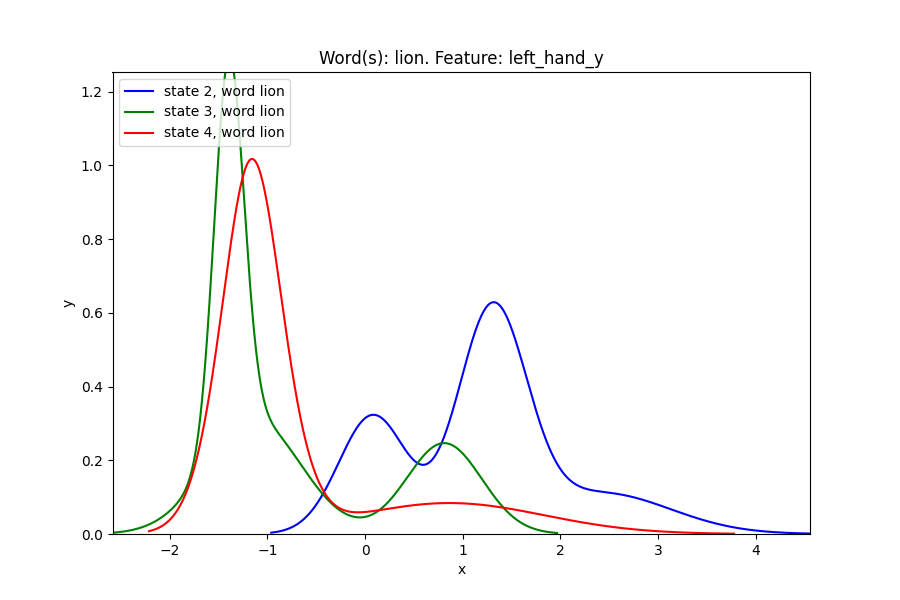 Word(s): lion. Feature: left_hand_y
state 2, word lion
state 3, word lion
state 4, word lion
1.2
1.0
0.8
0.6
0.4
0.2
0.0
y
−2
−1
0
1
2
3
4
x